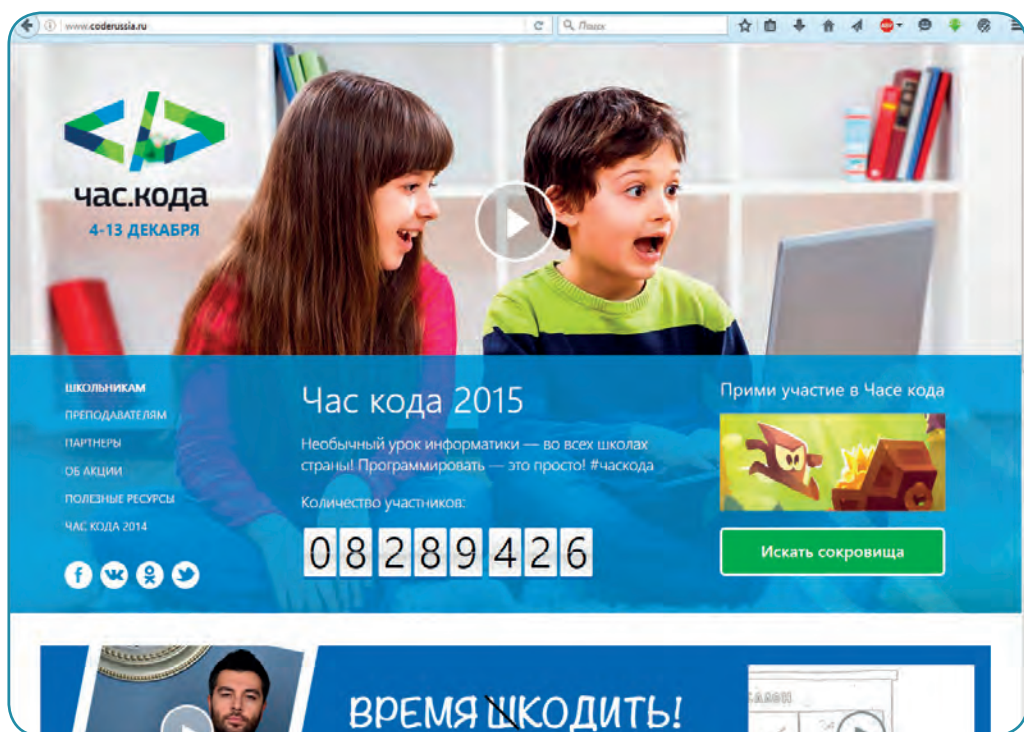 www.coderussia.ru
Поиск
ABP
час.кода
4-13 ДЕКАБРЯ
ШКОЛЬНИКАМ
ПРЕПОДАВАТЕЛЯМ
ПАРТНЕРЫ
ОБ АКЦИИ
ПОЛЕЗНЫЕ РЕСУРСЫ
ЧАС КОДА 2014
Час кода 2015
Необычный урок информатики — во всех школах
страны! Программировать — это просто! #часкода
Количество участников:
08289426
Прими участие в Часе кода
Искать сокровища
ВРЕМЯ ШКОДИТЬ!